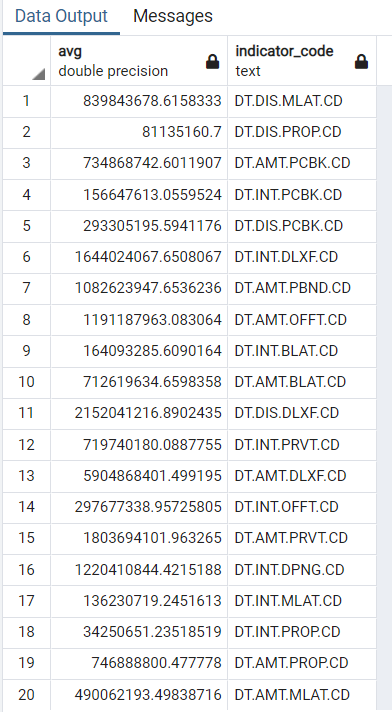 Data Output Messages
avg indicator_code
double precision text
1 839843678.6158333 DT.DIS.MLAT.CD
2 81135160.7 DT.DIS.PROP.CD
3 734868742.6011907 DT.AMT.PCBK.CD
4 156647613.0559524 DT.INT.PCBK.CD
5 293305195.5941176 DT.DIS.PCBK.CD
6 1644024067.6508067 DT.INT.DLXF.CD
7 1082623947.6536236 DT.AMT.PBND.CD
8 1191187963.083064 DT.AMT.OFFT.CD
9 164093285.6090164 DT.INT.BLAT.CD
10 712619634.6598358 DT.AMT.BLAT.CD
11 2152041216.8902435 DT.DIS.DLXF.CD
12 719740180.0887755 DT.INT.PRVT.CD
13 5904868401.499195 DT.AMT.DLXF.CD
14 297677338.95725805 DT.INT.OFFT.CD
15 1803694101.963265 DT.AMT.PRVT.CD
16 1220410844.4215188 DT.INT.DPNG.CD
17 136230719.2451613 DT.INT.MLAT.CD
18 34250651.23518519 DT.INT.PROP.CD
19 746888800.477778 DT.AMT.PROP.CD
20 490062193.49838716 DT.AMT.MLAT.CD